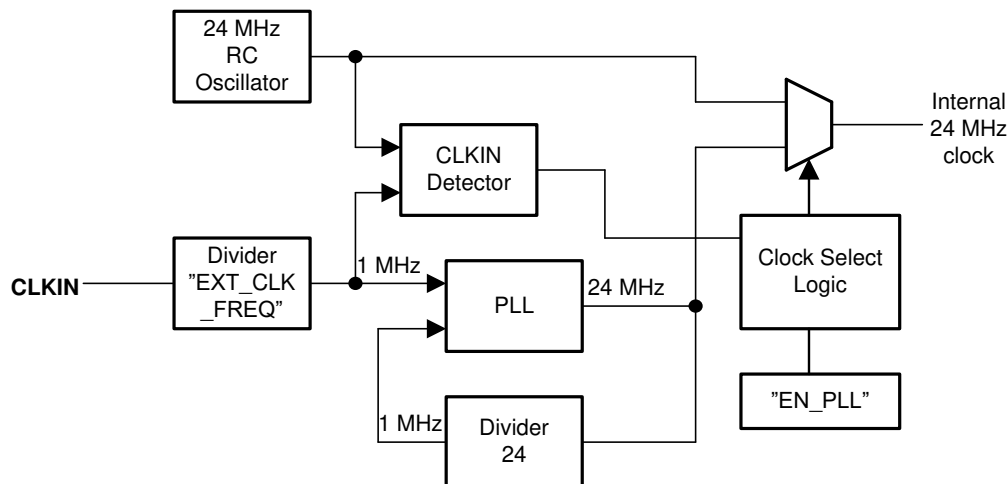 24 MHz
RC
Oscillator
CLKIN
Detector
Internal
24 MHz
clock
CLKIN
Divider
”EXT_CLK
_FREQ”
1 MHz
PLL
24 MHz
Clock Select
Logic
1 MHz
Divider
24
”EN_PLL”